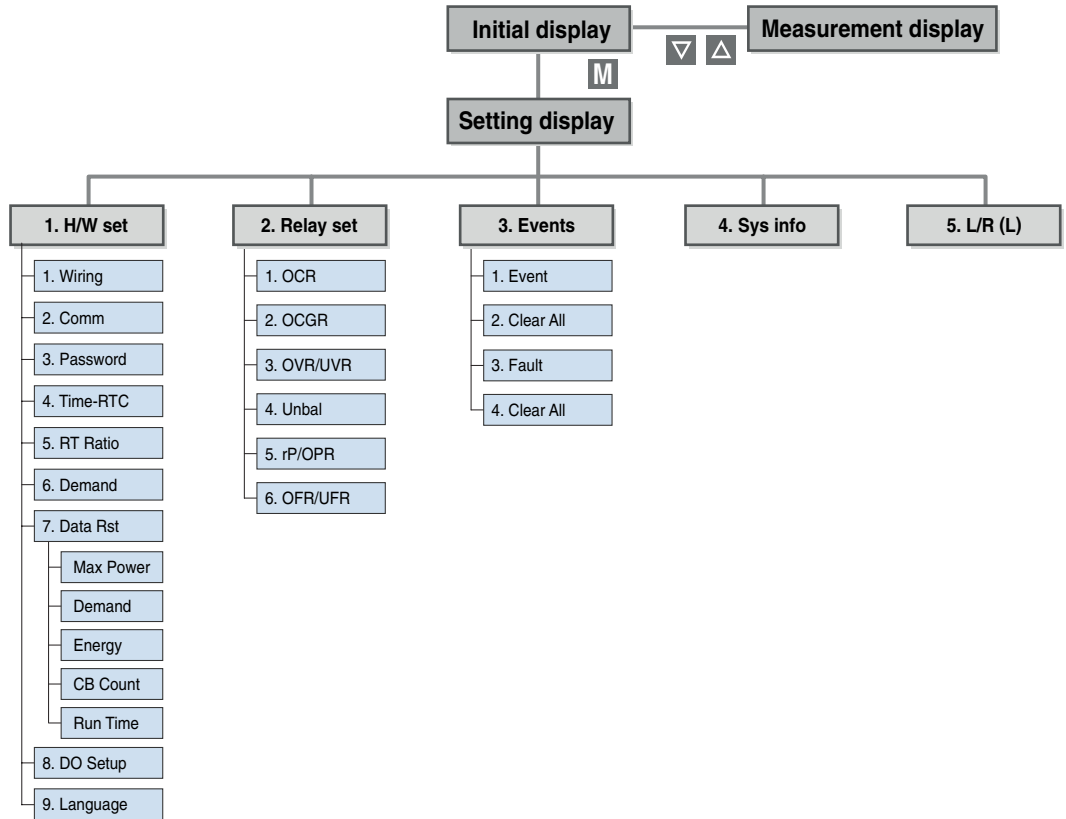 Initial display
Measurement display
▽ △
M
Setting display
1. H/W set
1. Wiring
2. Comm
3. Password
4. Time-RTC
5. RT Ratio
6. Demand
7. Data Rst
Max Power
Demand
Energy
CB Count
Run Time
8. DO Setup
9. Language
2. Relay set
1. OCR
2. OCGR
3. OVR/UVR
4. Unbal
5. rP/OPR
6. OFR/UFR
3. Events
1. Event
2. Clear All
3. Fault
4. Clear All
4. Sys info
5. L/R (L)